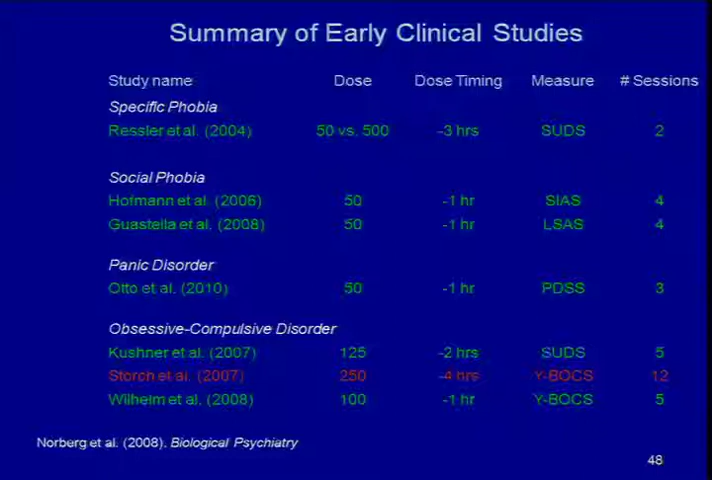 Summary of Early Clinical Studies
Study name Dose Dose Timing Measure # Sessions
Specific Phobia
Ressler et al. (2004) 50 vs. 500 -3 hrs SUDS 2
Social Phobia
Hofmann et al. (2006) 50 -1 hr SIAS 4
Guastella et al. (2008) 50 -1 hr LSAS 4
Panic Disorder
Otto et al. (2010) 50 -1 hr PDSS 3
Obsessive-Compulsive Disorder
Kushner et al. (2007) 125 -2 hrs SUDS 5
Storch et al. (2007) 250 -4 hrs Y-BOCS 12
Wilhelm et al. (2008) 100 -1 hr Y-BOCS 5
Norberg et al. (2008), Biological Psychiatry
48